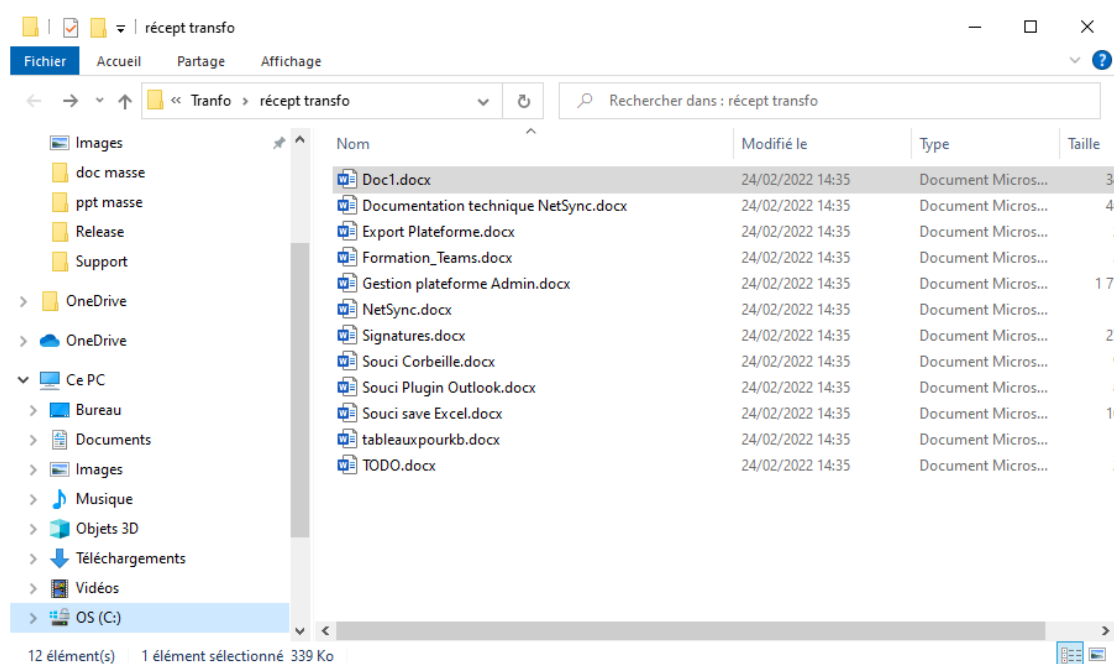 récept transfo
Fichier Accueil Partage Affichage
« Tranfo > récept transfo
Rechercher dans : récept transfo
Images
doc masse
ppt masse
Release
Support
OneDrive
OneDrive
Ce PC
Bureau
Documents
Images
Musique
Objets 3D
Téléchargements
Vidéos
OS (C:)
Nom Modifié le Type Taille
Doc1.docx 24/02/2022 14:35 Document Micros...
Documentation technique NetSync.docx 24/02/2022 14:35 Document Micros... 4
Export Plateforme.docx 24/02/2022 14:35 Document Micros...
Formation_Teams.docx 24/02/2022 14:35 Document Micros...
Gestion plateforme Admin.docx 24/02/2022 14:35 Document Micros... 1 7
NetSync.docx 24/02/2022 14:35 Document Micros...
Signatures.docx 24/02/2022 14:35 Document Micros... 2
Souci Corbeille.docx 24/02/2022 14:35 Document Micros...
Souci Plugin Outlook.docx 24/02/2022 14:35 Document Micros...
Souci save Excel.docx 24/02/2022 14:35 Document Micros... 1
tableauxpourkb.docx 24/02/2022 14:35 Document Micros...
TODO.docx 24/02/2022 14:35 Document Micros...
12 élément(s) 1 élément sélectionné 339 Ko